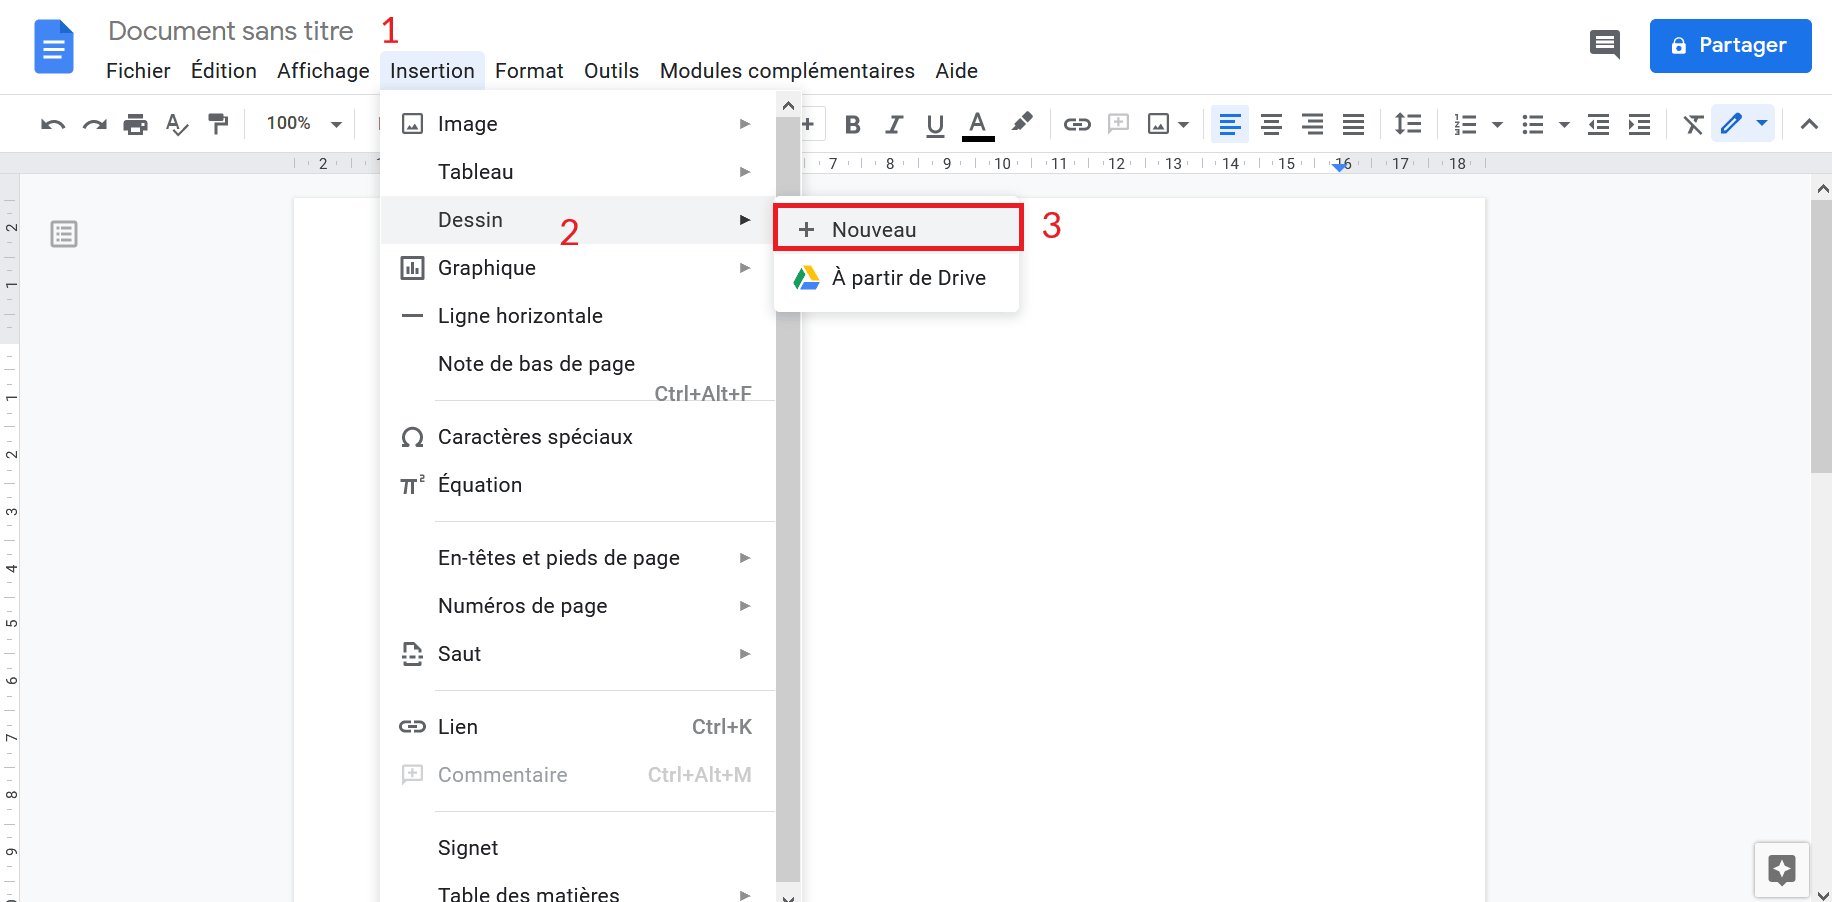 Document sans titre
1
Fichier Édition Affichage Insertion Format Outils Modules complémentaires Aide
Partager
100%
B I U A
2 1 7 8 9 10 11 12 13 14 15 16 17 18
Image
Tableau
Dessin
2
Nouveau
3
À partir de Drive
Graphique
Ligne horizontale
Note de bas de page
Ctrl+Alt+F
Caractères spéciaux
π² Équation
En-têtes et pieds de page
Numéros de page
Saut
Lien Ctrl+K
Commentaire Ctrl+Alt+M
Signet
Table des matières
2
1
1
2
3
4
5
6
7
8
9